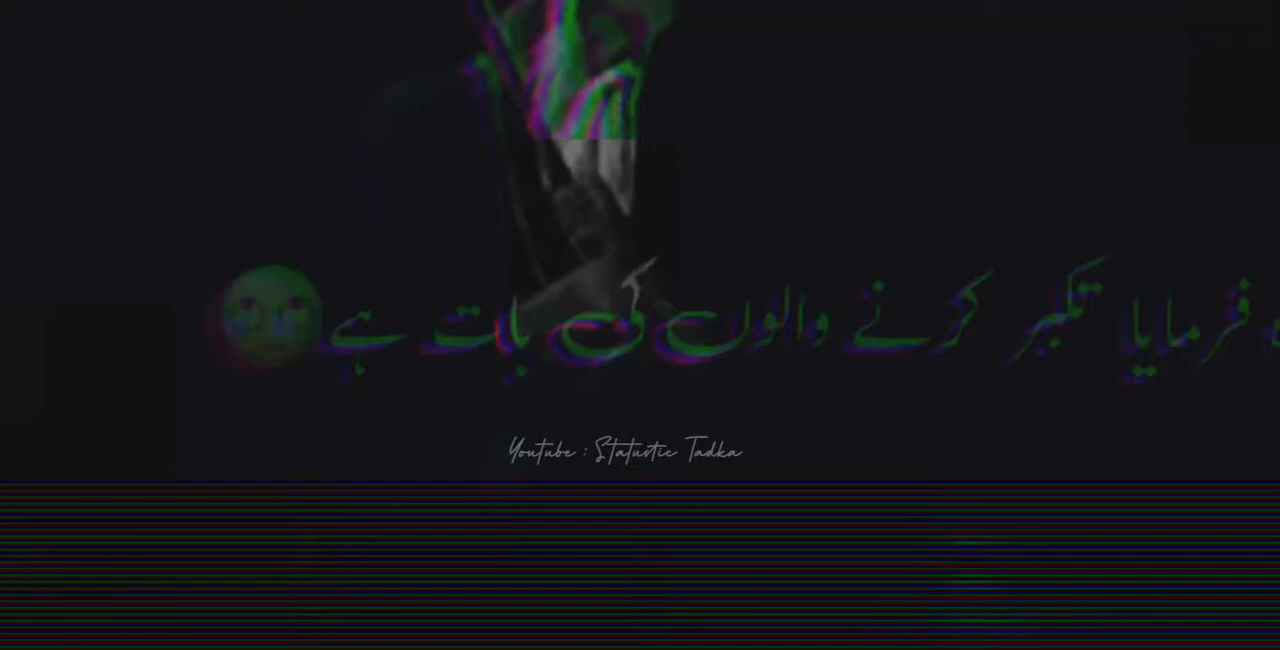 فرمایا تکبر کرنے والوں کی بات ہے
Youtube : Statustic Tadka